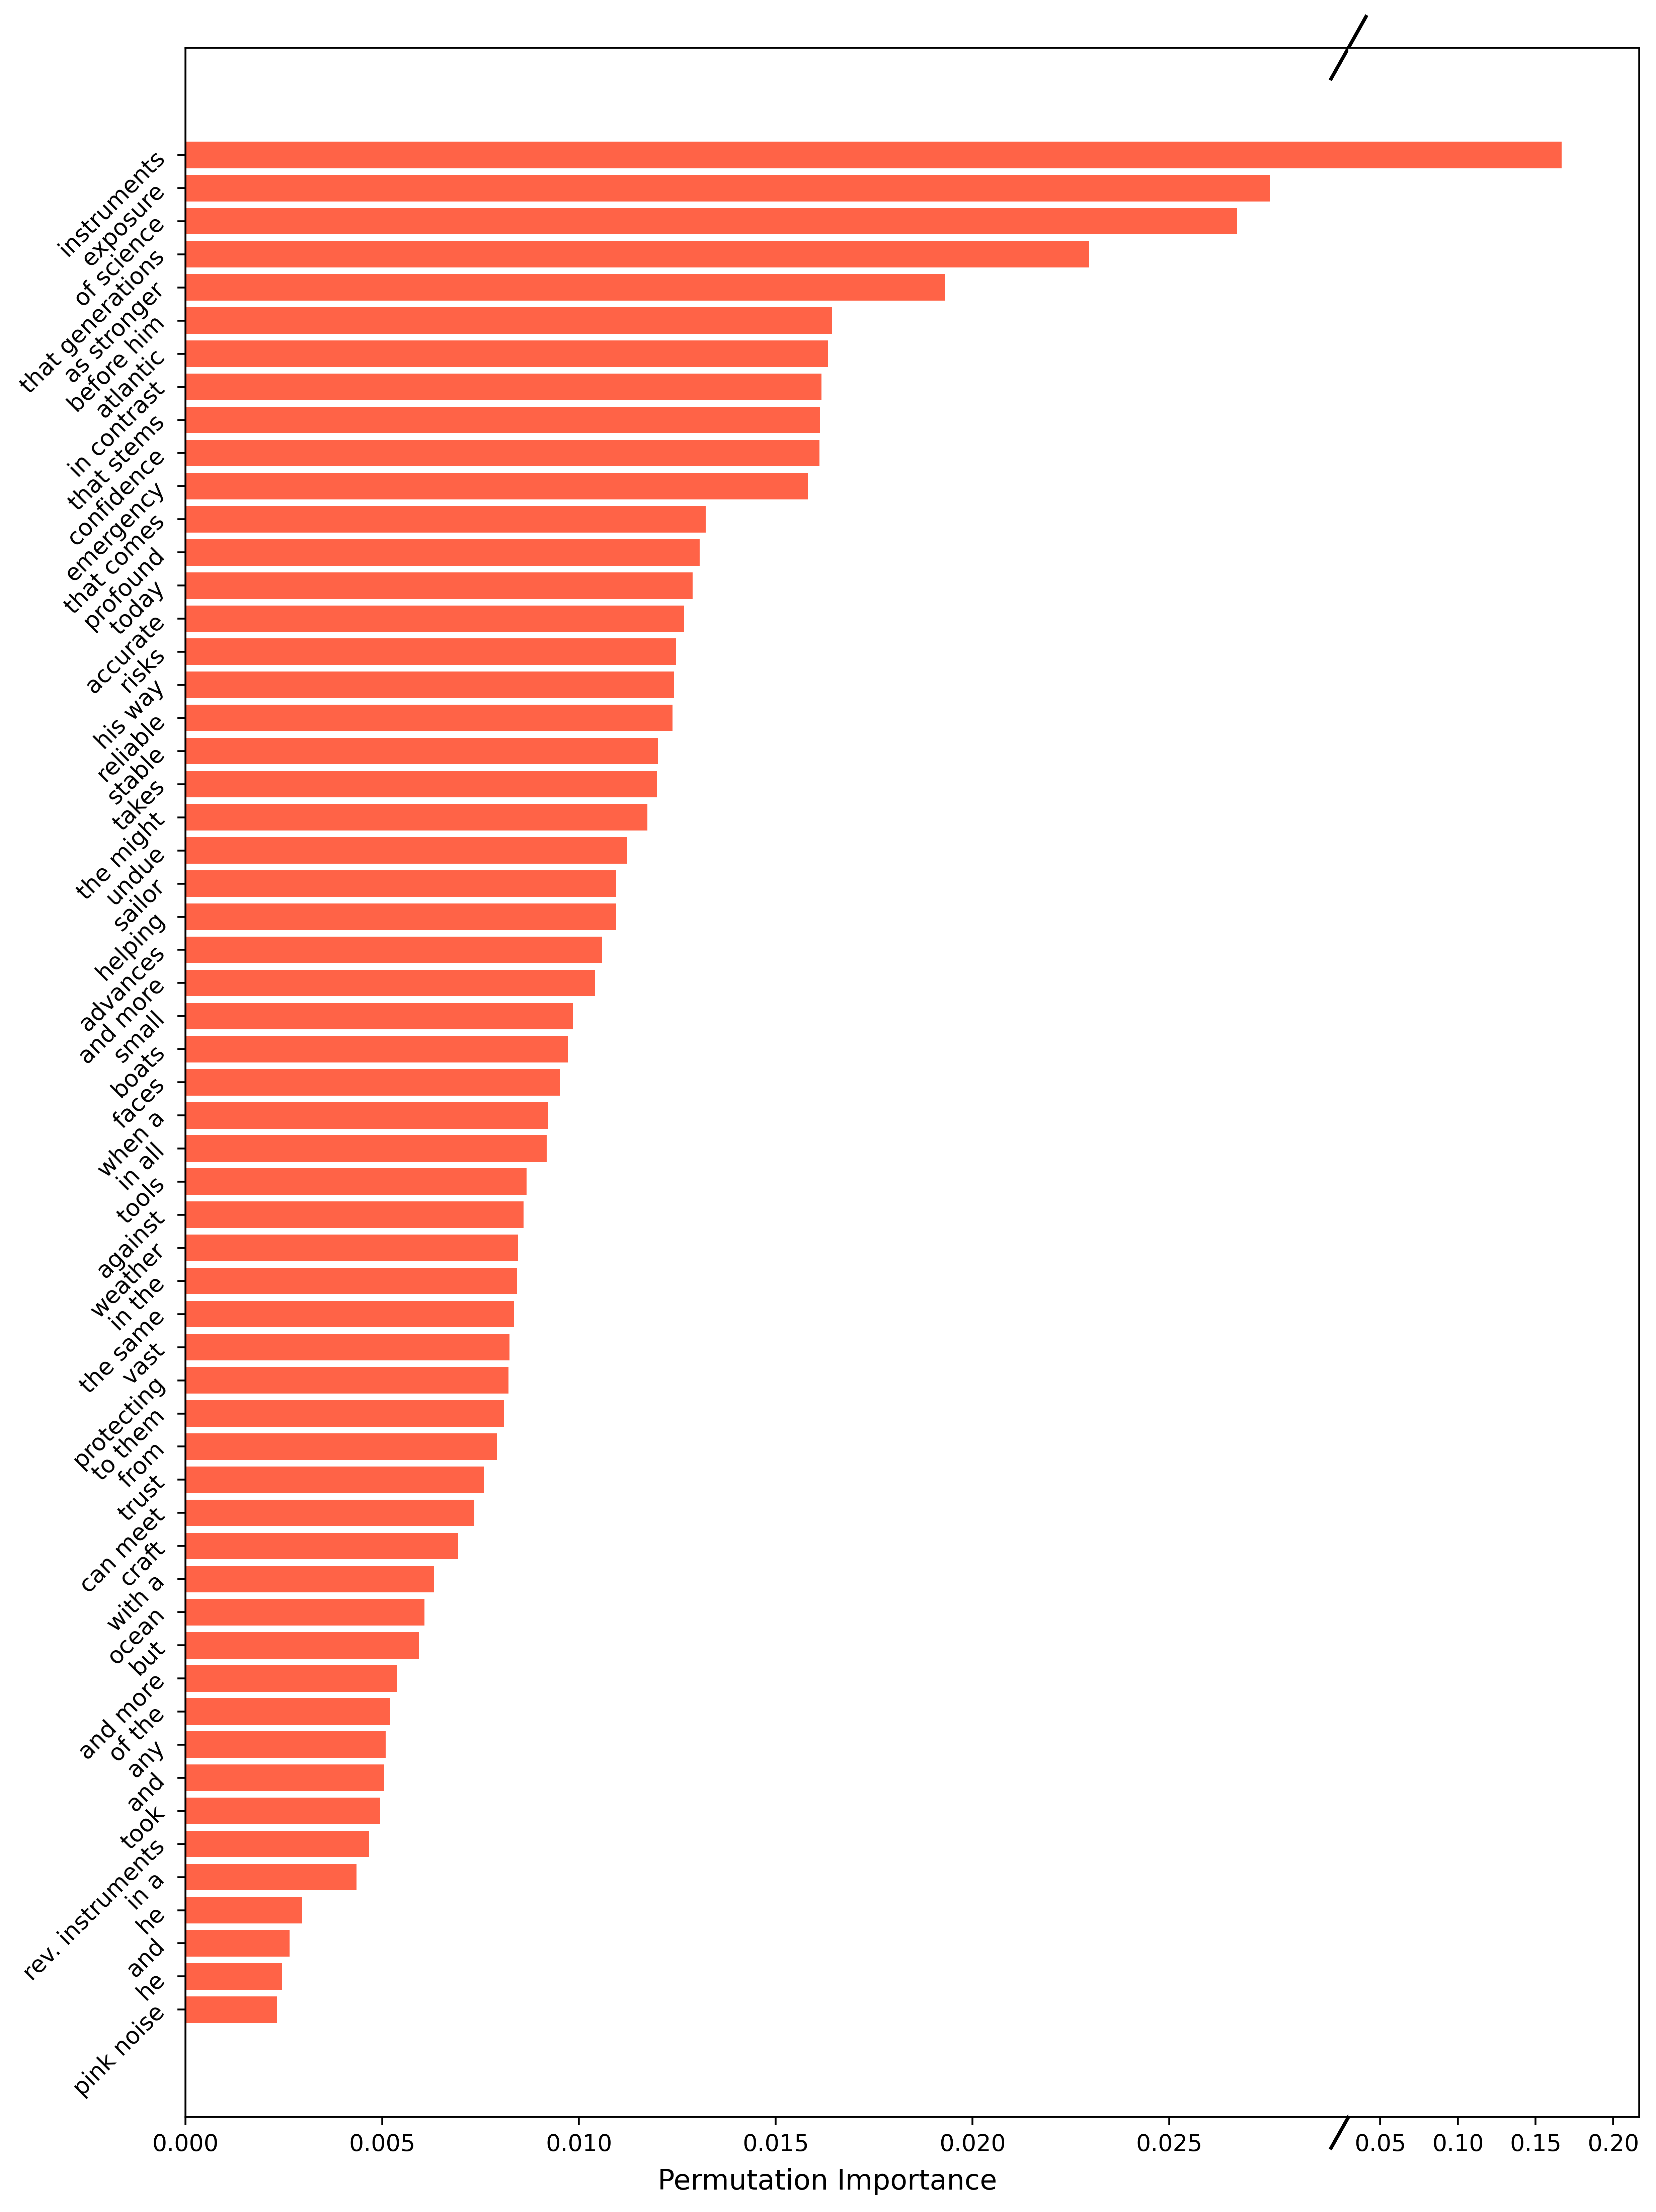 instruments
exposure
of science
that generations
as stronger
before him
atlantic
in contrast
that stems
confidence
emergency
that comes
profound
today
accurate
risks
his way
reliable
stable
takes
the might
undue
sailor
helping
advances
and more
small
boats
faces
when a
in all
tools
against
weather
in the
the same
vast
protecting
to them
from
trust
can meet
craft
with a
ocean
but
and more
of the
any
and
took
rev. instruments
in a
he
and
he
pink noise
0.000 0.005 0.010 0.015 0.020 0.025 0.05 0.10 0.15 0.20
Permutation Importance